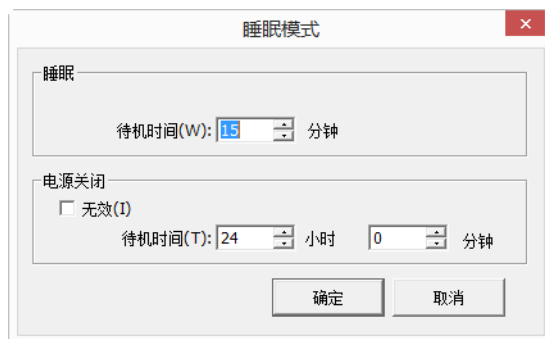 睡眠模式
睡眠
待机时间(W): 15 分钟
电源关闭
无效(I)
待机时间(T): 24 小时 0 分钟
确定 取消